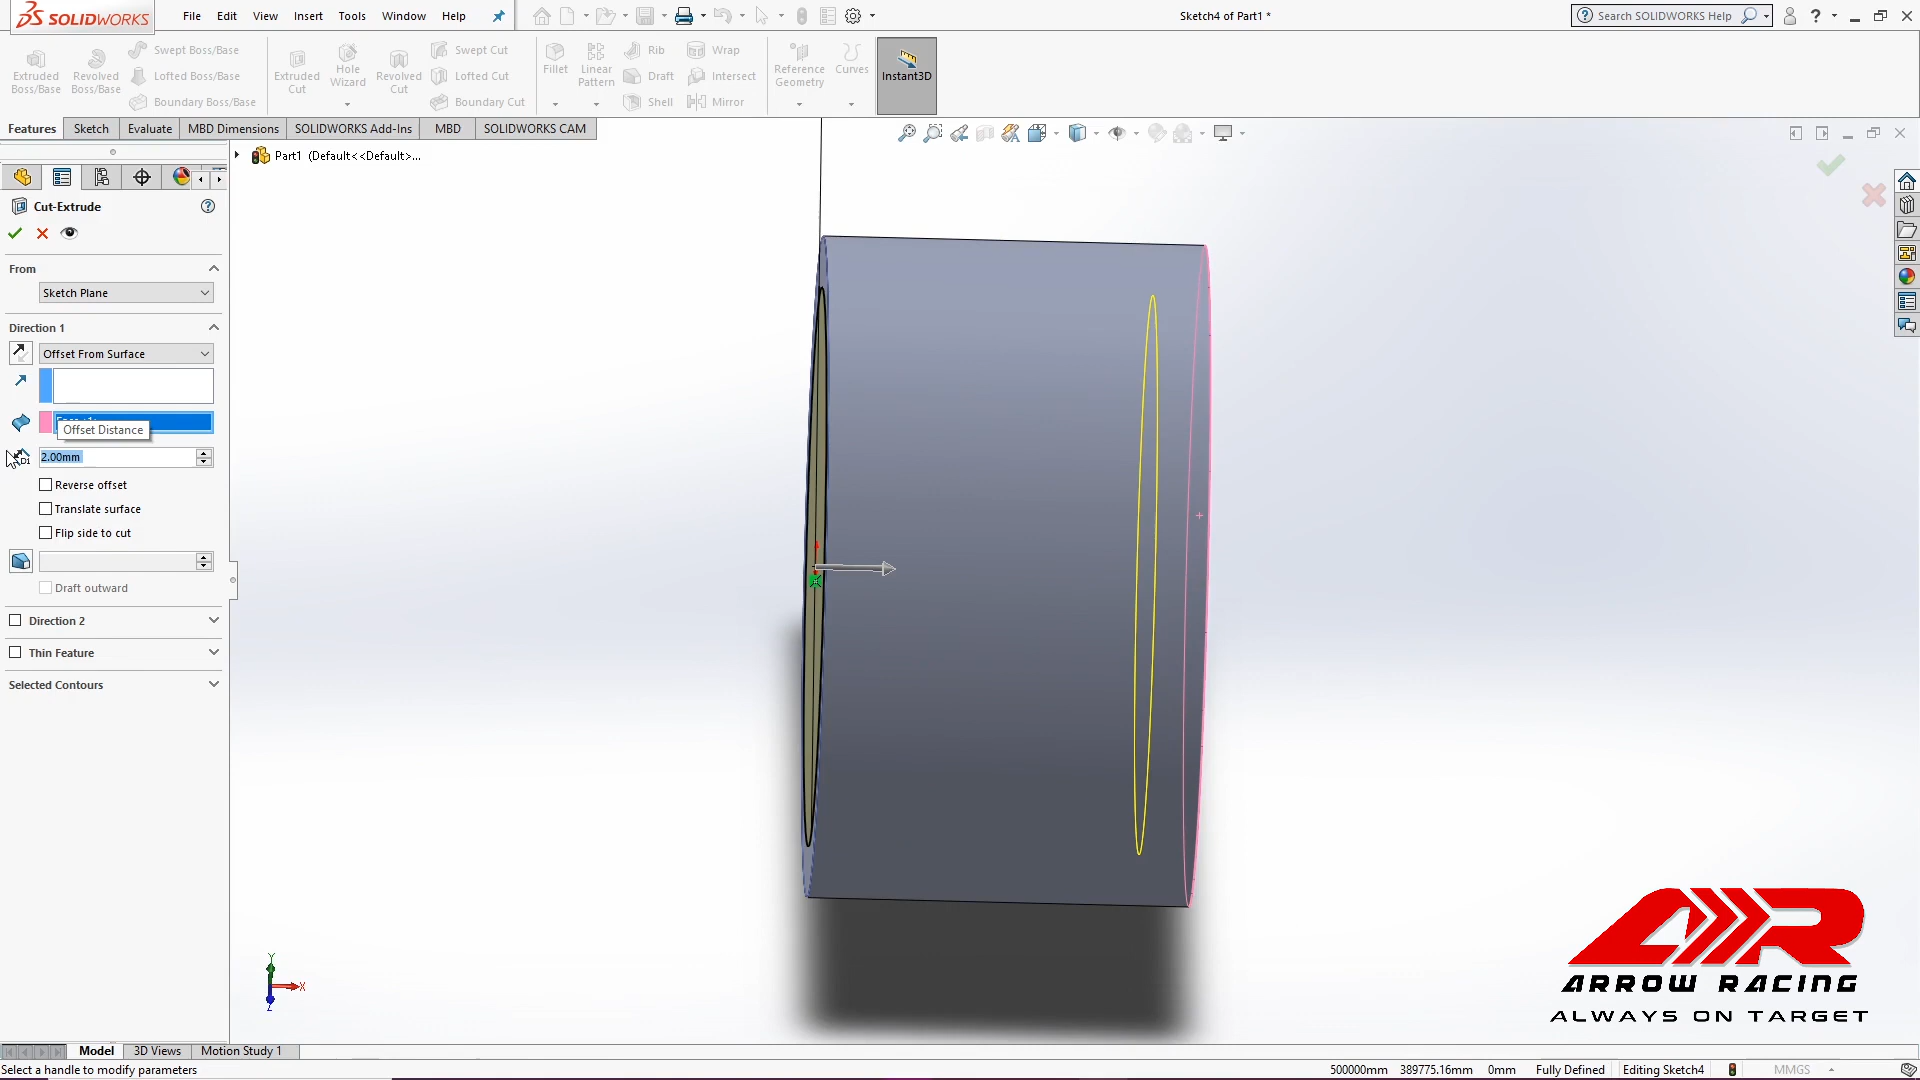 SOLIDWORKS File Edit View Insert Tools Window Help Sketch4 of Part1 * Search SOLIDWORKS Help
Extruded Boss/Base
Revolved Boss/Base
Swept Boss/Base
Lofted Boss/Base
Boundary Boss/Base
Extruded Cut
Hole Wizard
Revolved Cut
Swept Cut
Lofted Cut
Boundary Cut
Fillet
Linear Pattern
Rib
Draft
Shell
Wrap
Intersect
Mirror
Reference Geometry
Curves
Instant3D
Features Sketch Evaluate MBD Dimensions SOLIDWORKS Add-Ins MBD SOLIDWORKS CAM
Part1 (Default<<Default>...
Cut-Extrude
From
Sketch Plane
Direction 1
Offset From Surface
Offset Distance
D1
2.00mm
Reverse offset
Translate surface
Flip side to cut
Draft outward
Direction 2
Thin Feature
Selected Contours
Y
X
Z
AR
ARROW RACING
ALWAYS ON TARGET
Model 3D Views Motion Study 1
Select a handle to modify parameters 500000mm 389775.16mm 0mm Fully Defined Editing Sketch4 MMGS